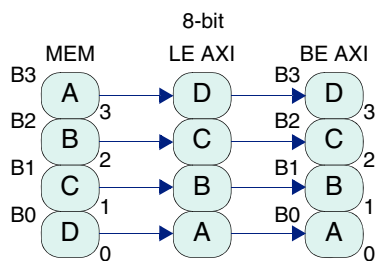 8-bit
MEM LE AXI BE AXI
B3 A 3 D B3 D 3
B2 B 2 C B2 C 2
B1 C 1 B B1 B 1
B0 D 0 A B0 A 0